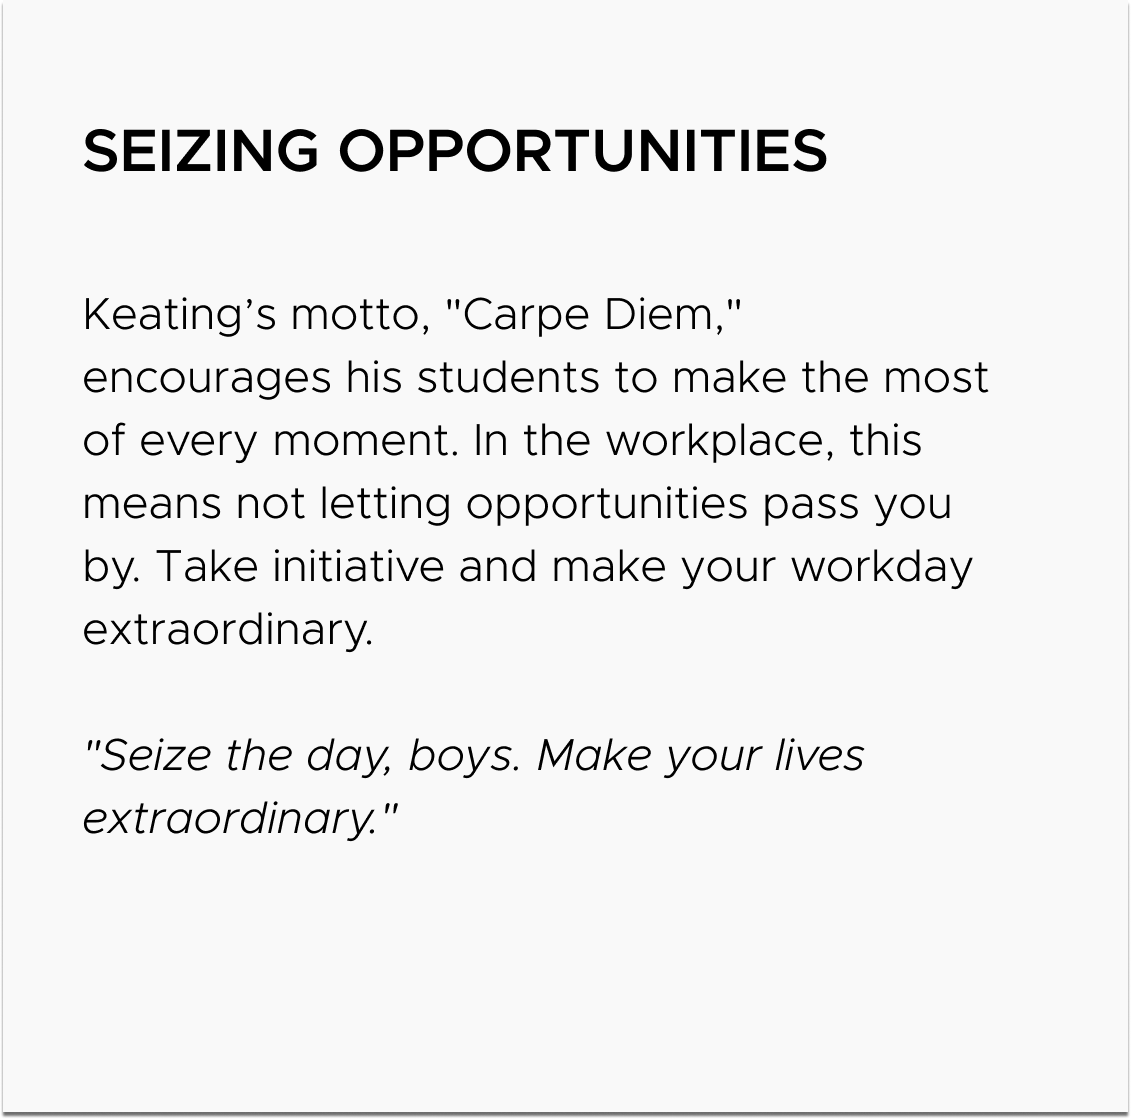 SEIZING OPPORTUNITIES
Keating’s motto, "Carpe Diem,"
encourages his students to make the most
of every moment. In the workplace, this
means not letting opportunities pass you
by. Take initiative and make your workday
extraordinary.
"Seize the day, boys. Make your lives
extraordinary."